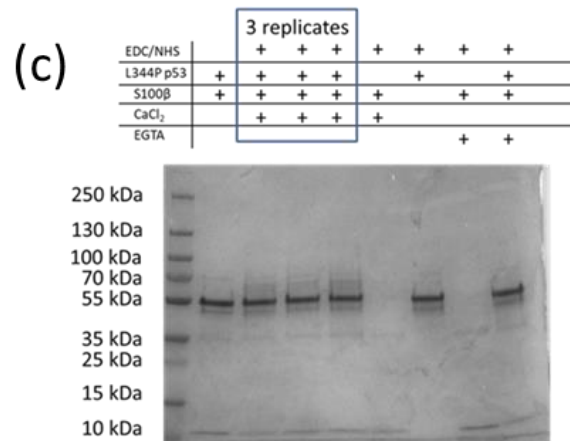 (c)
3 replicates
EDC/NHS + + + + + + +
L344P p53 + + + + + +
S100β + + + + + + +
CaCl₂ + + + +
EGTA + +
250 kDa
130 kDa
100 kDa
70 kDa
55 kDa
35 kDa
25 kDa
15 kDa
10 kDa